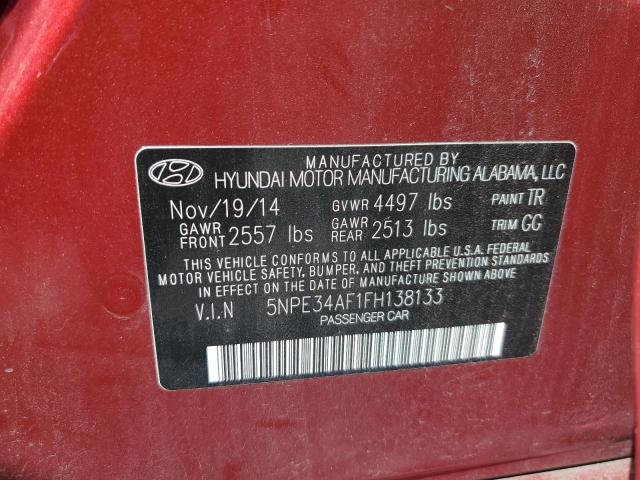 MANUFACTURED BY
HYUNDAI MOTOR MANUFACTURING ALABAMA, LLC
Nov/19/14 GVWR 4497 lbs PAINT TR
GAWR FRONT 2557 lbs GAWR REAR 2513 lbs TRIM GG
THIS VEHICLE CONFORMS TO ALL APPLICABLE U.S.A. FEDERAL
MOTOR VEHICLE SAFETY, BUMPER, AND THEFT PREVENTION
STANDARDS IN EFFECT ON THE DATE OF MANUFACTURE SHOWN ABOVE
V.I.N 5NPE34AF1FH138133
PASSENGER CAR